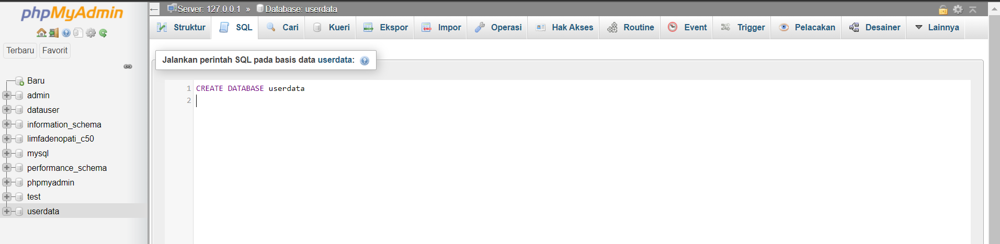 phpMyAdmin
Terbaru Favorit
Baru
admin
datauser
information_schema
limfadenopati_c50
mysql
performance_schema
phpmyadmin
test
userdata
Server: 127.0.0.1 » Database: userdata
Struktur SQL Cari Kueri Ekspor Impor Operasi Hak Akses Routine Event Trigger Pelacakan Desainer Lainnya
Jalankan perintah SQL pada basis data userdata:
1 CREATE DATABASE userdata
2